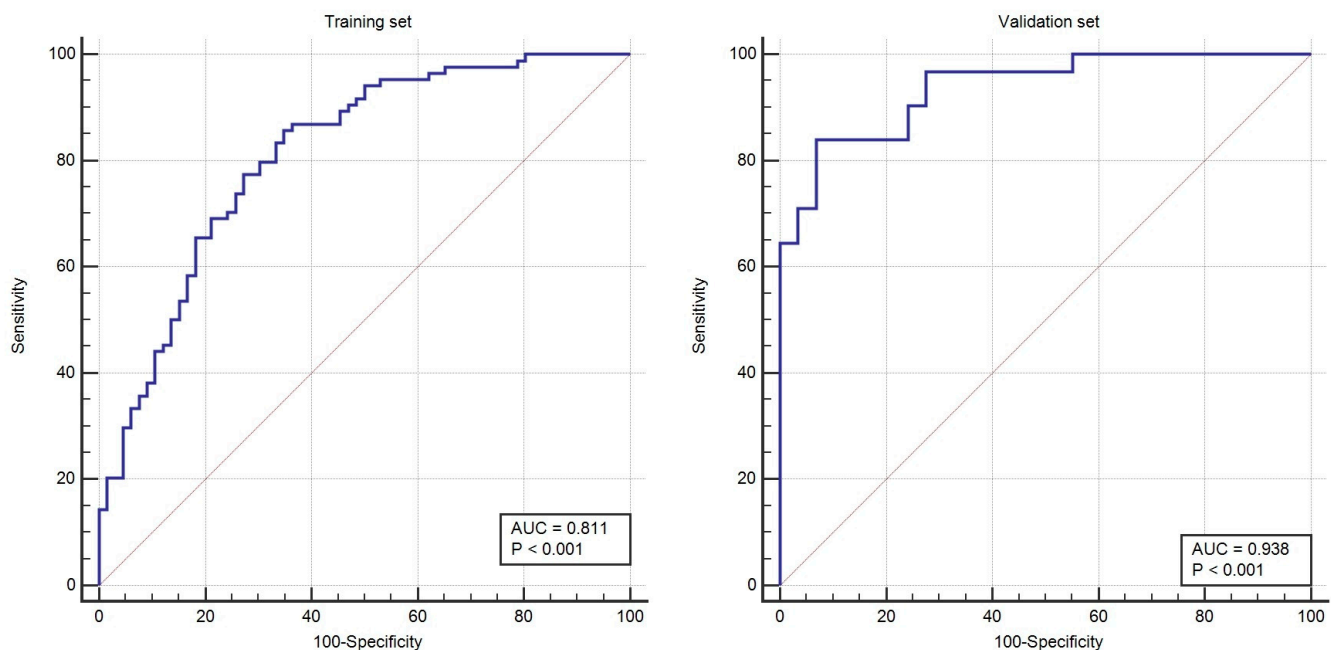 Training set
100
80
60
40
20
0
Sensitivity
AUC = 0.811
P < 0.001
0 20 40 60 80 100
100-Specificity
Validation set
100
80
60
40
20
0
Sensitivity
AUC = 0.938
P < 0.001
0 20 40 60 80 100
100-Specificity